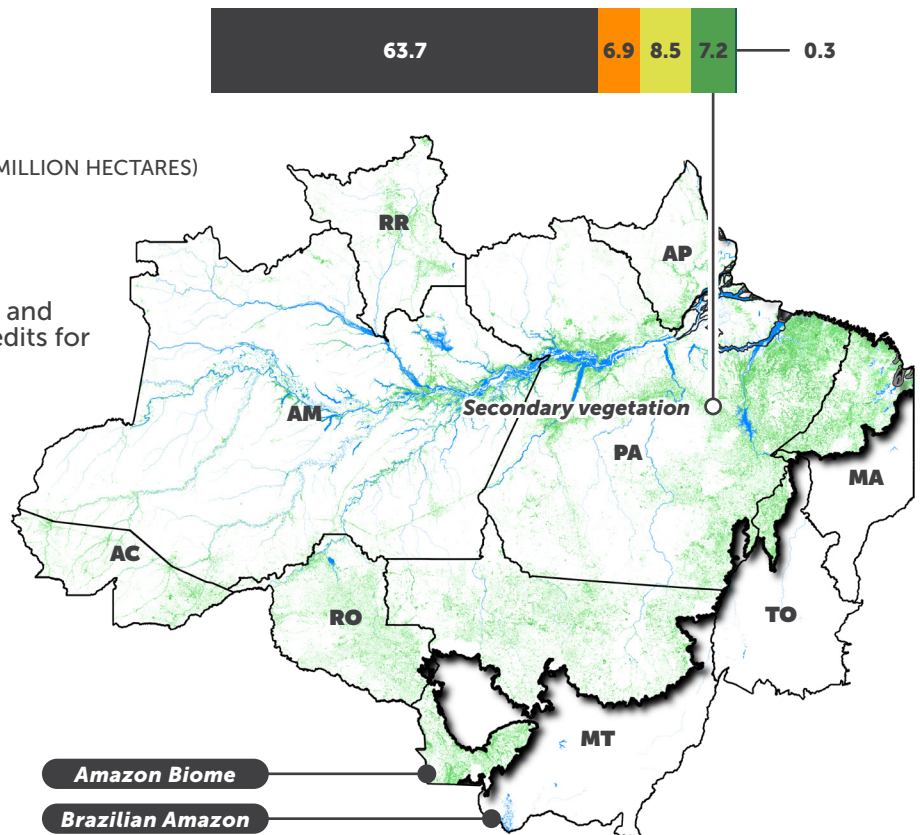 63.7 6.9 8.5 7.2 0.3
MILLION HECTARES)
RR
AP
and
edits for
AM
Secondary vegetation
PA
MA
AC
TO
RO
MT
Amazon Biome
Brazilian Amazon